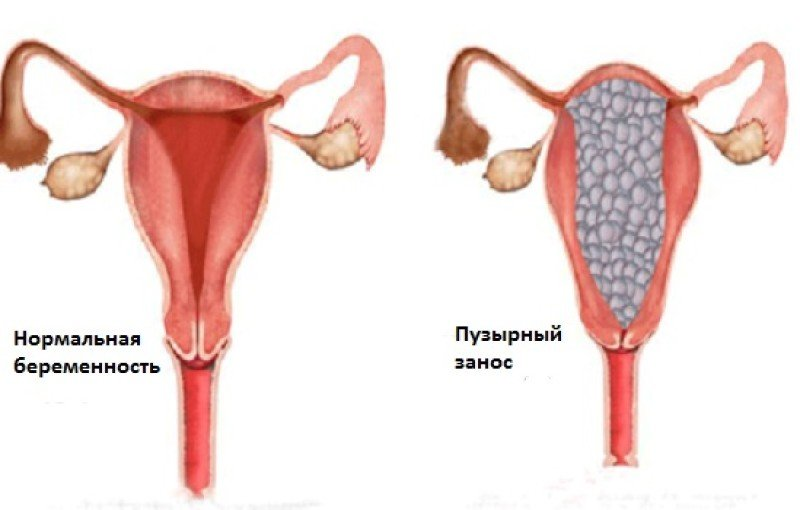 Нормальная
беременность
Пузырный
занос